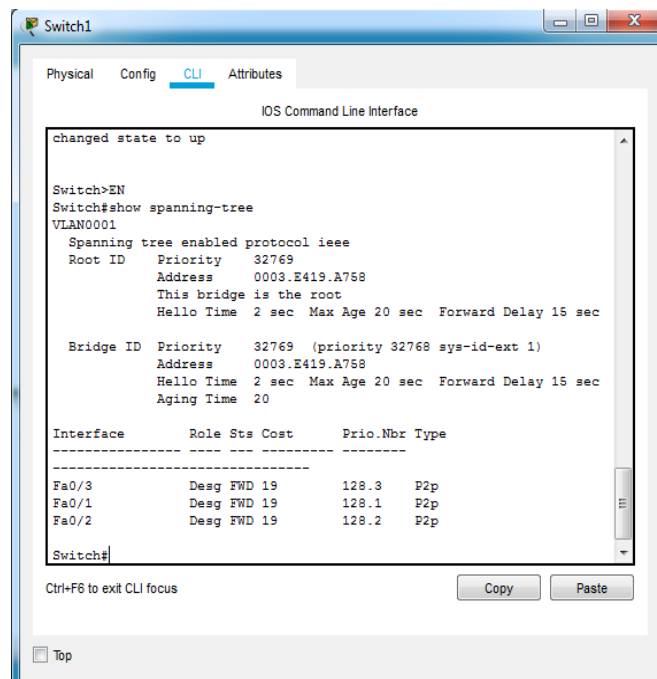 Switch1
Physical Config CLI Attributes
IOS Command Line Interface
changed state to up
Switch>EN
Switch#show spanning-tree
VLAN0001
Spanning tree enabled protocol ieee
Root ID Priority 32769
Address 0003.E419.A758
This bridge is the root
Hello Time 2 sec Max Age 20 sec Forward Delay 15 sec
Bridge ID Priority 32769 (priority 32768 sys-id-ext 1)
Address 0003.E419.A758
Hello Time 2 sec Max Age 20 sec Forward Delay 15 sec
Aging Time 20
Interface Role Sts Cost Prio.Nbr Type
---------------- ---- --- --------- --------
--------------------------------
Fa0/3 Desg FWD 19 128.3 P2p
Fa0/1 Desg FWD 19 128.1 P2p
Fa0/2 Desg FWD 19 128.2 P2p
Switch#
Ctrl+F6 to exit CLI focus
Copy Paste
Top